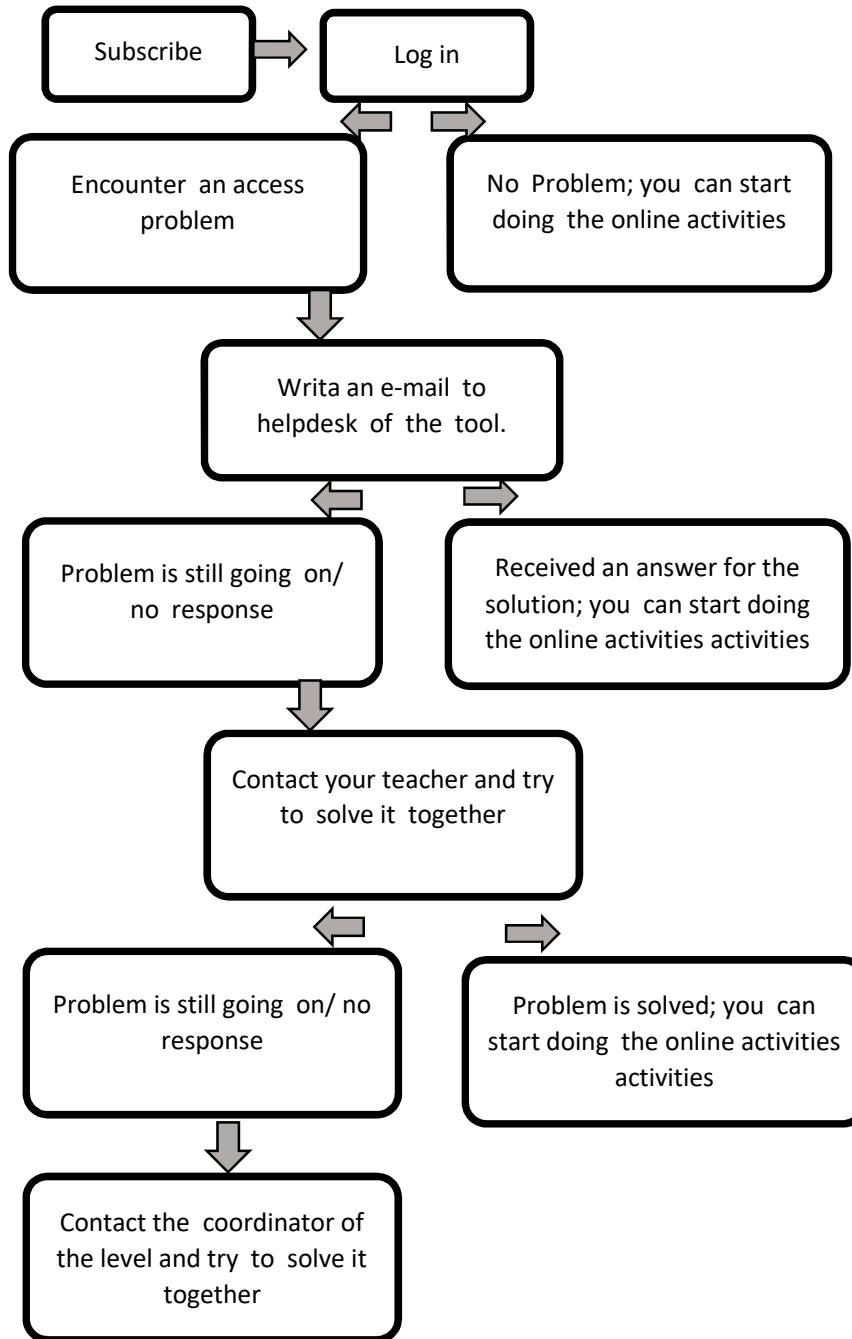 Subscribe
Log in
Encounter an access
problem
No Problem; you can start
doing the online activities
Writa an e-mail to
helpdesk of the tool.
Problem is still going on/
no response
Received an answer for the
solution; you can start doing
the online activities activities
Contact your teacher and try
to solve it together
Problem is still going on/ no
response
Problem is solved; you can
start doing the online activities
activities
Contact the coordinator of
the level and try to solve it
together